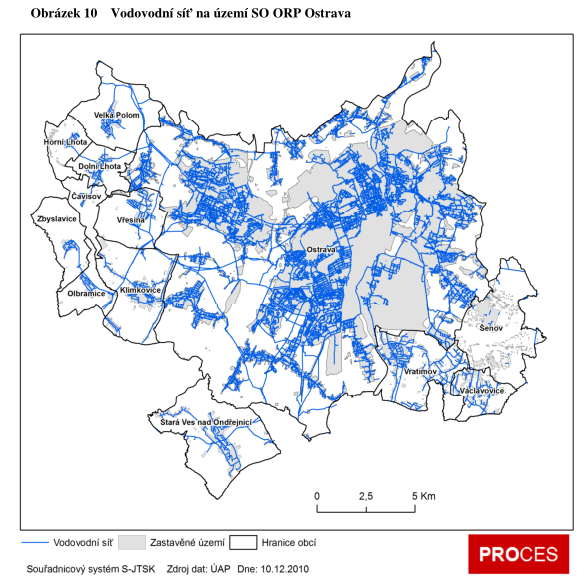 Obrázek 10 Vodovodní síť na území SO ORP Ostrava
Velká Polom
Horní Lhota
Dolní Lhota
Čavisov
Zbyslavice
Vřesina
Ostrava
Olbramice
Klimkovice
Šenov
Vratimov
Václavovice
Stará Ves nad Ondřejnicí
0 2,5 5 Km
Vodovodní síť Zastavěné území Hranice obcí
PROCES
Souřadnicový systém S-JTSK Zdroj dat: ÚAP Dne: 10.12.2010